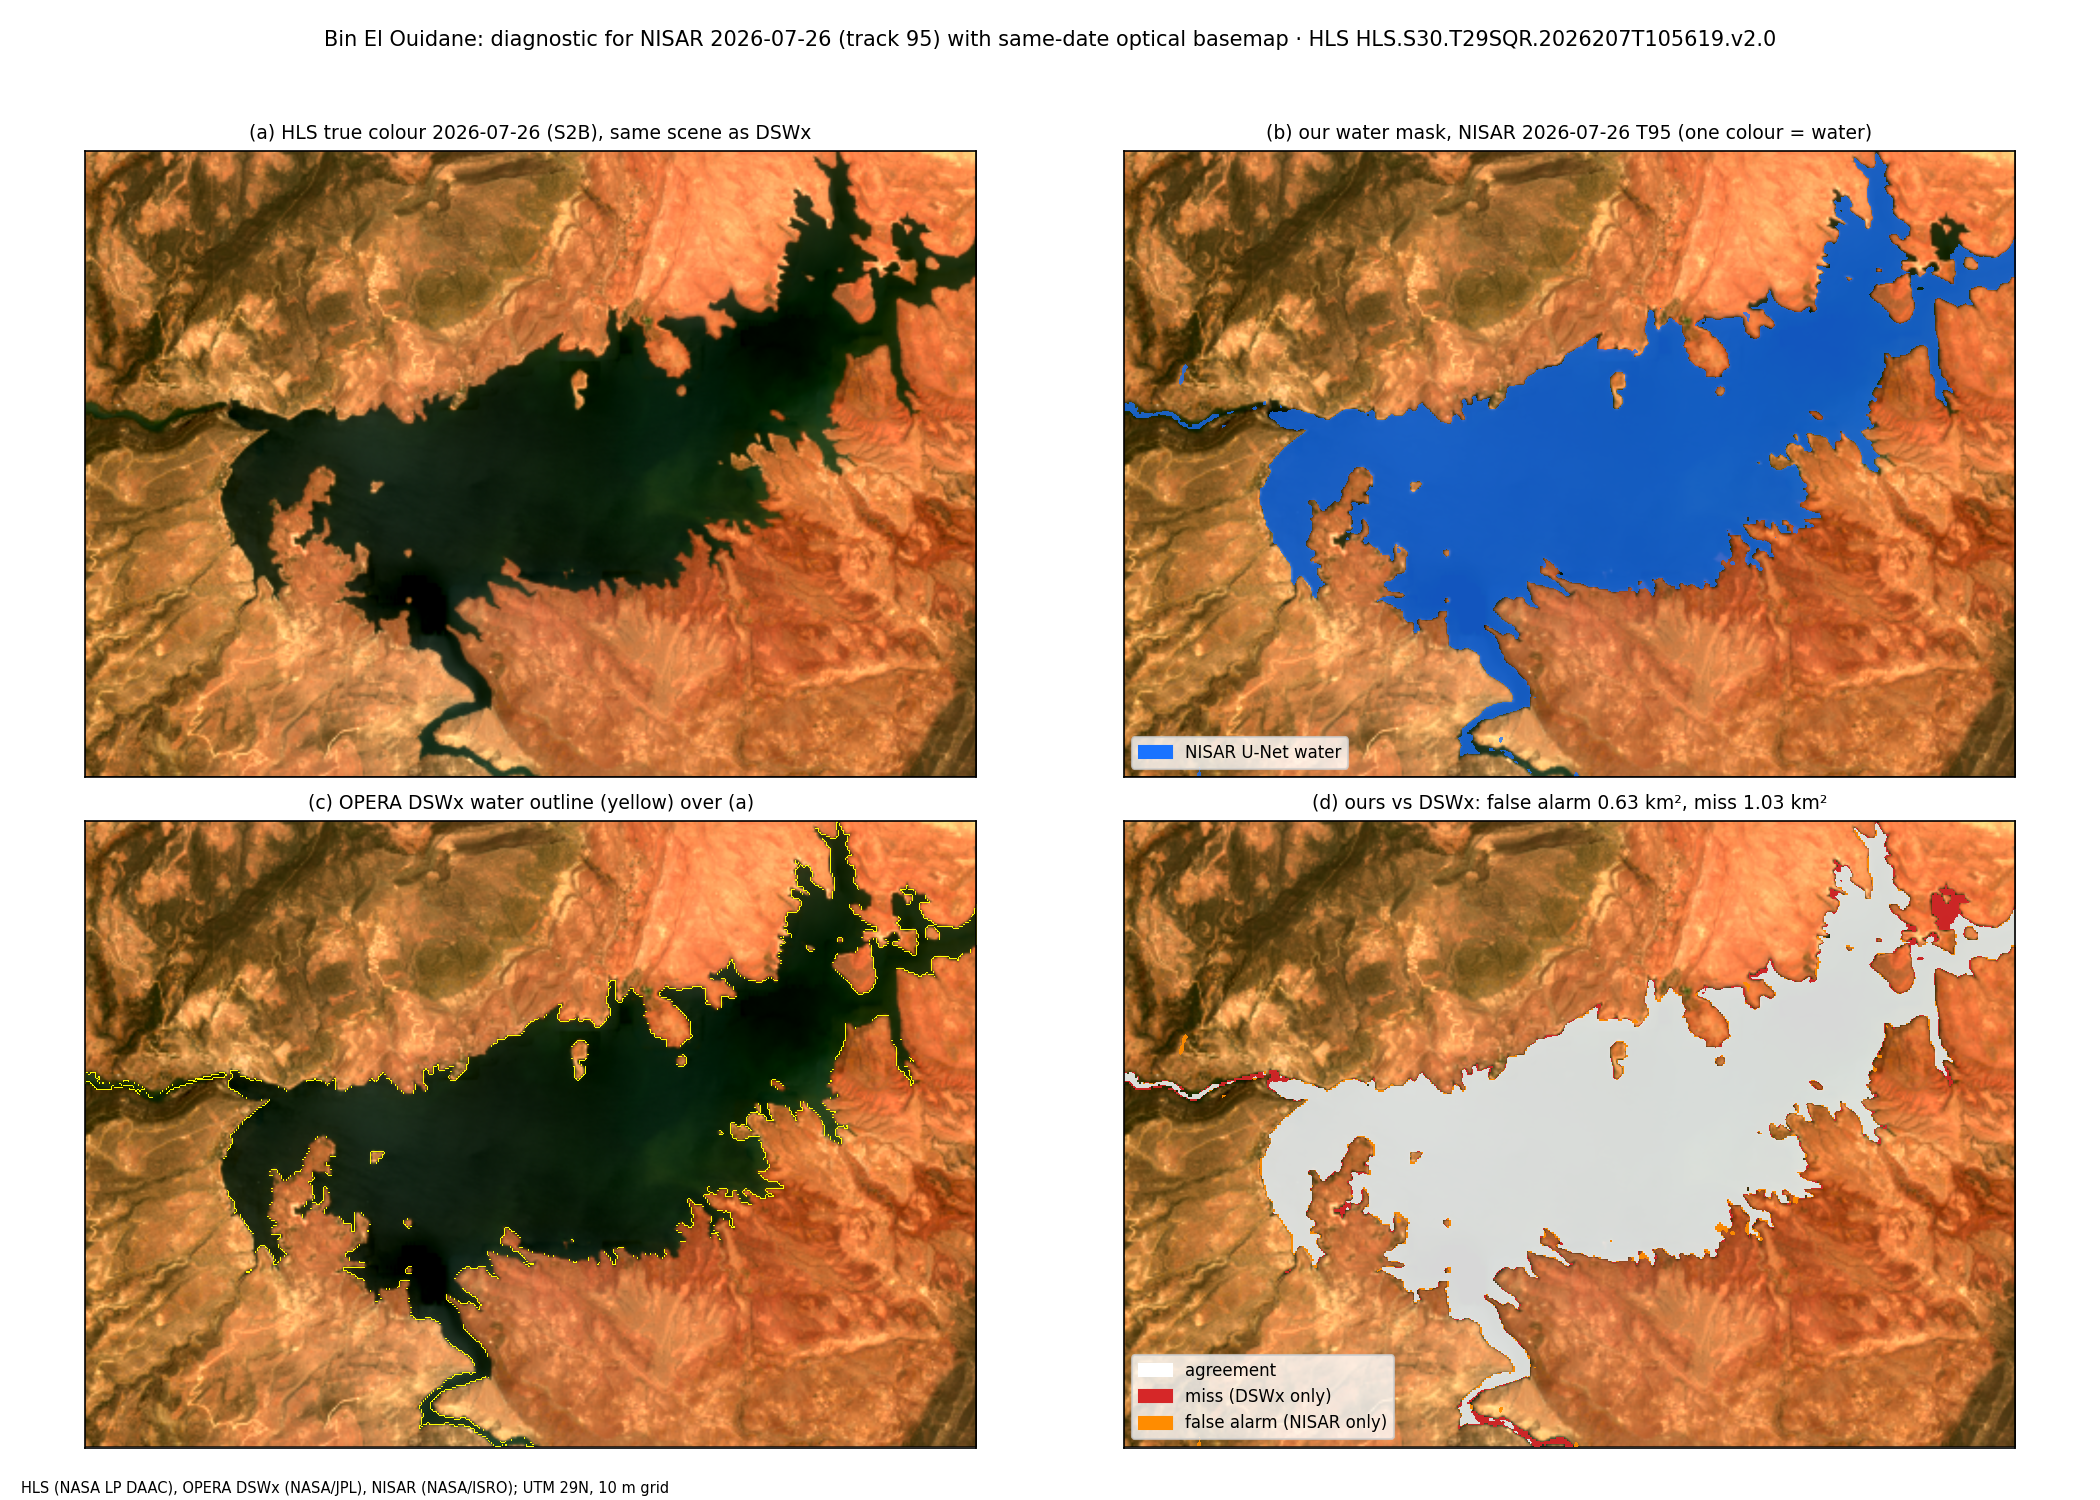 Bin El Ouidane: diagnostic for NISAR 2026-07-26 (track 95) with same-date optical basemap · HLS HLS.S30.T29SQR.2026207T105619.v2.0
(a) HLS true colour 2026-07-26 (S2B), same scene as DSWx
(b) our water mask, NISAR 2026-07-26 T95 (one colour = water)
NISAR U-Net water
(c) OPERA DSWx water outline (yellow) over (a)
(d) ours vs DSWx: false alarm 0.63 km², miss 1.03 km²
agreement
miss (DSWx only)
false alarm (NISAR only)
HLS (NASA LP DAAC), OPERA DSWx (NASA/JPL), NISAR (NASA/ISRO); UTM 29N, 10 m grid